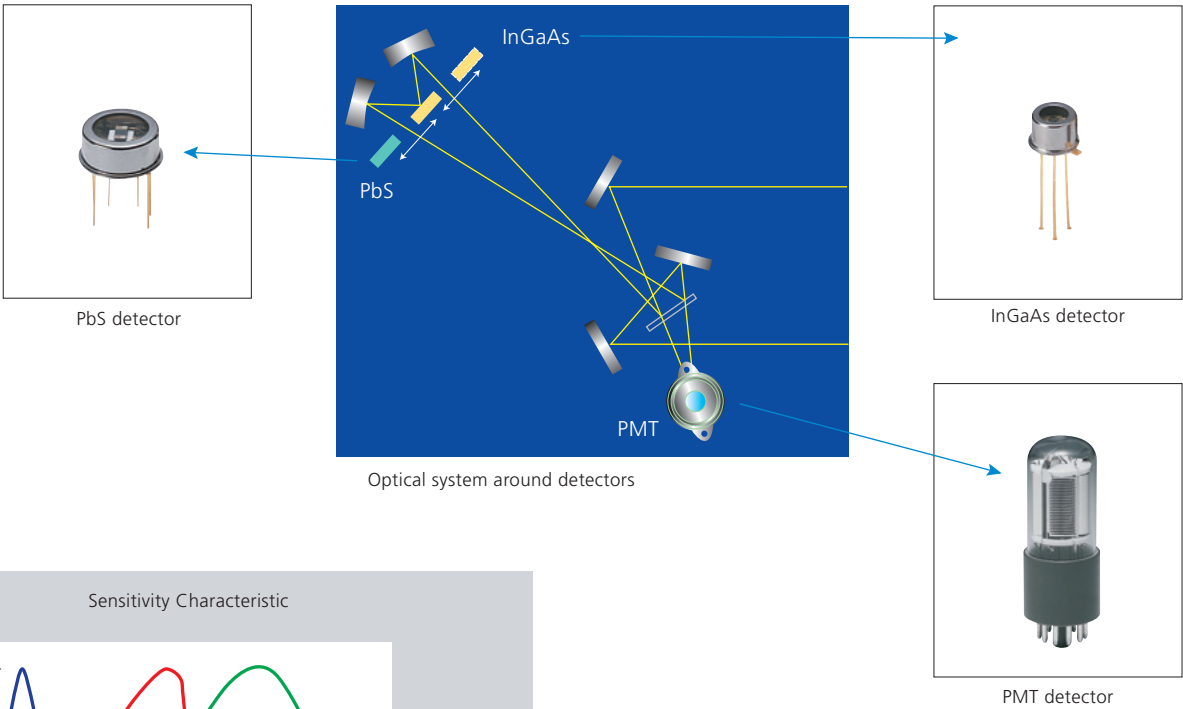 InGaAs
PbS
PMT
PbS detector
InGaAs detector
Optical system around detectors
PMT detector
Sensitivity Characteristic